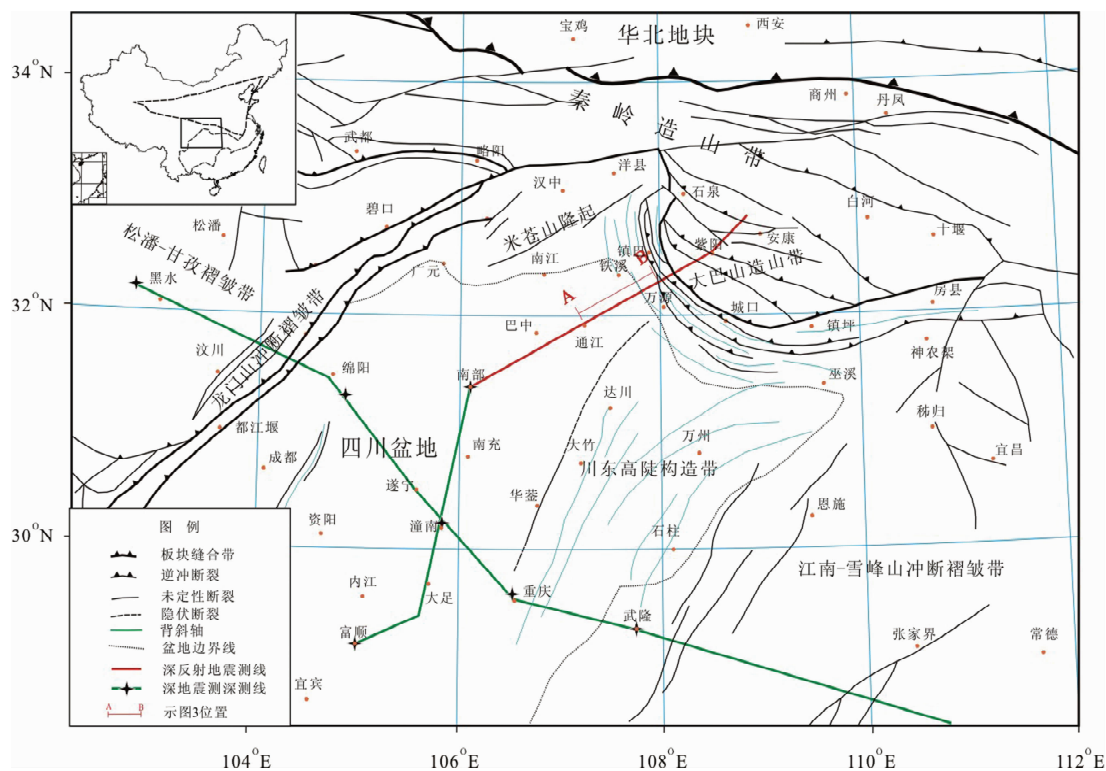 34°N
32°N
30°N
宝鸡
西安
华北地块
商州
丹凤
秦岭造山带
武都
略阳
洋县
汉中
石泉
白河
十堰
碧口
松潘
松潘-甘孜褶皱带
米仓山隆起
镇巴
紫阳
安康
广元
南江
铁溪
B
大巴山造山带
黑水
A
万源
城口
房县
镇坪
巴中
通江
神农架
汶川
龙门山冲断褶皱带
绵阳
南部
巫溪
达川
秭归
都江堰
四川盆地
南充
大竹
万州
宜昌
成都
川东高陡构造带
遂宁
华蓥
恩施
资阳
潼南
石柱
江南-雪峰山冲断褶皱带
内江
大足
重庆
武隆
富顺
张家界
常德
宜宾
图 例
板块缝合带
逆冲断裂
未定性断裂
隐伏断裂
背斜轴
盆地边界线
深反射地震测线
深地震测深测线
A B 示图3位置
104°E
106°E
108°E
110°E
112°E